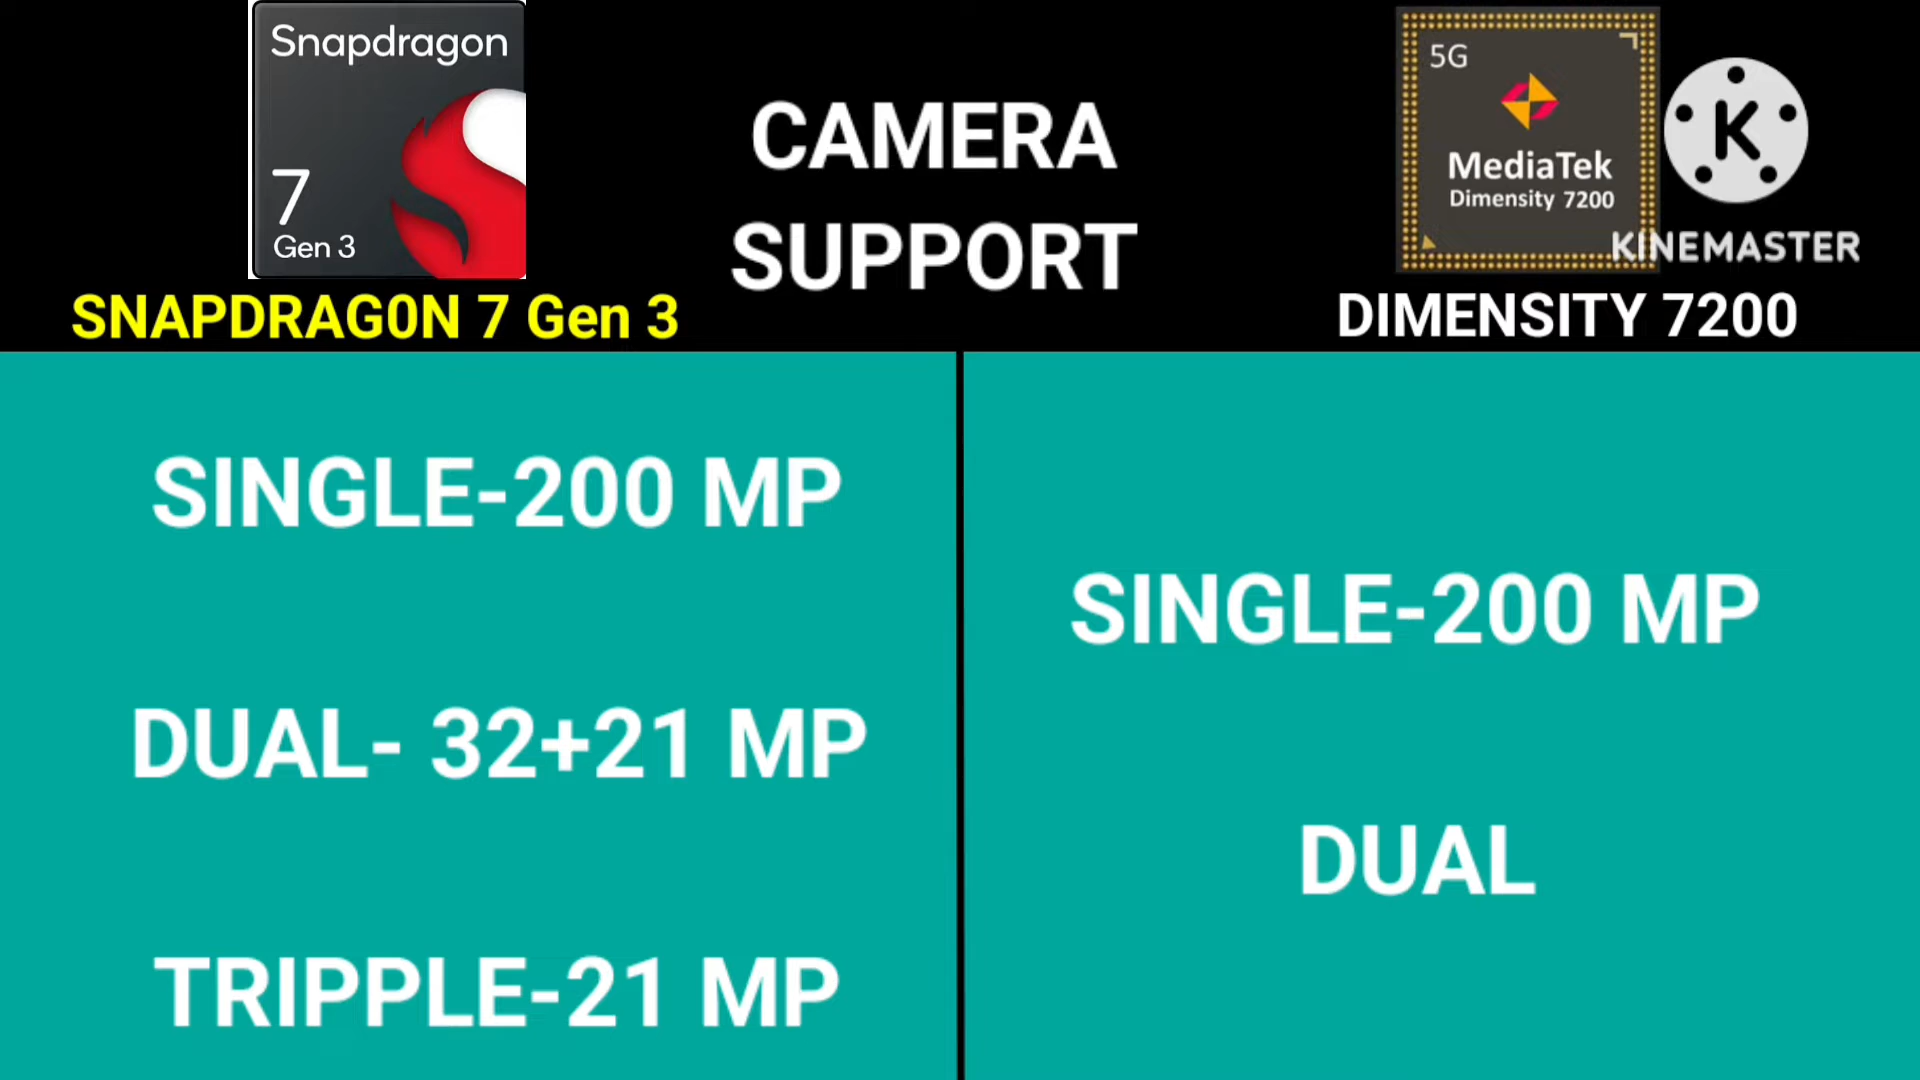 Snapdragon
7
Gen 3
SNAPDRAG0N 7 Gen 3
CAMERA
SUPPORT
5G
MediaTek
Dimensity 7200
K
KINEMASTER
DIMENSITY 7200
SINGLE-200 MP
DUAL- 32+21 MP
TRIPPLE-21 MP
SINGLE-200 MP
DUAL